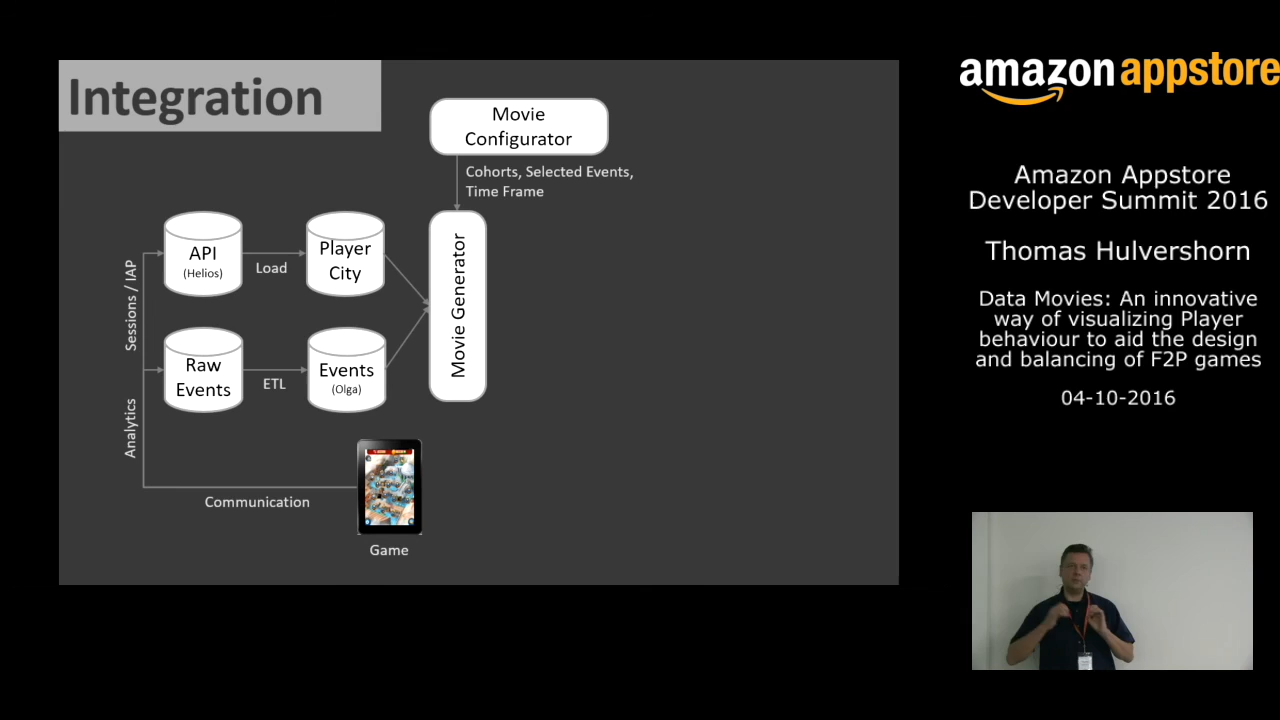 Integration
Movie
Configurator
Cohorts, Selected Events,
Time Frame
API
(Helios)
Load
Player
City
Sessions / IAP
Movie Generator
Raw
Events
ETL
Events
(Olga)
Analytics
Communication
Game
amazon appstore
Amazon Appstore
Developer Summit 2016
Thomas Hulvershorn
Data Movies: An innovative
way of visualizing Player
behaviour to aid the design
and balancing of F2P games
04-10-2016